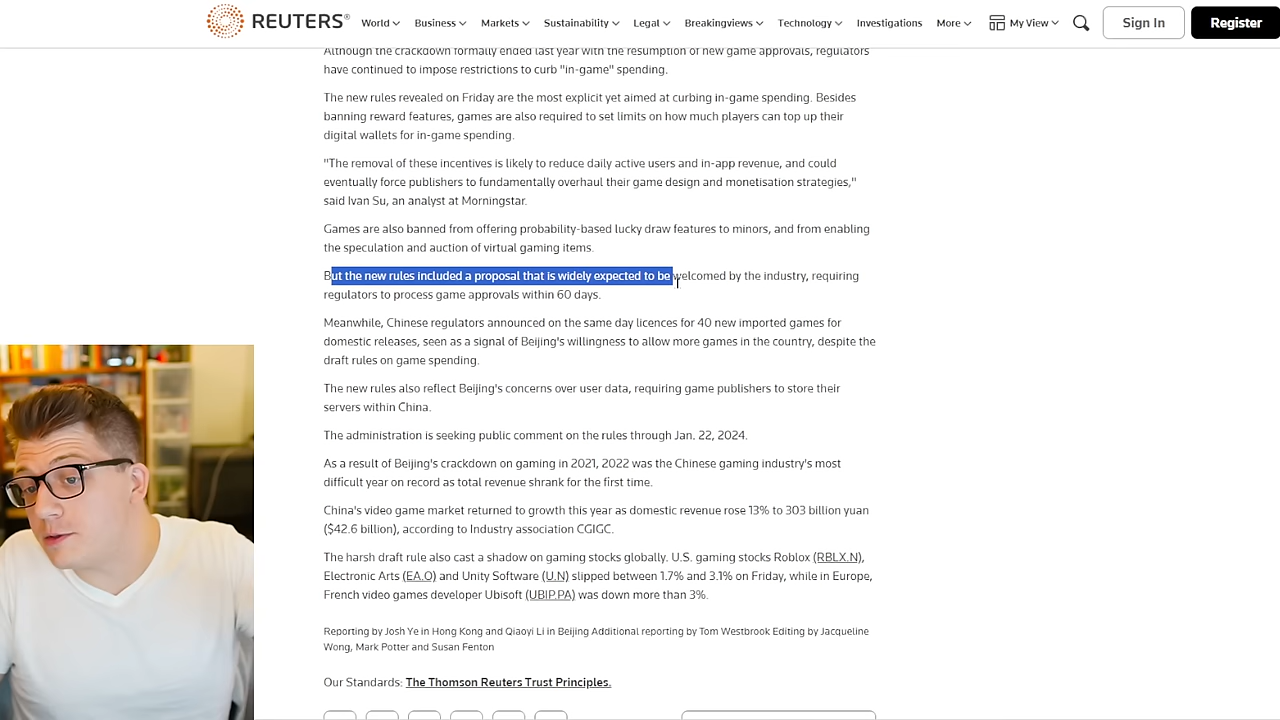 REUTERS®
World Business Markets Sustainability Legal Breakingviews Technology Investigations More My View Sign In Register
Although the crackdown formally ended last year with the resumption of new game approvals, regulators
have continued to impose restrictions to curb "in-game" spending.
The new rules revealed on Friday are the most explicit yet aimed at curbing in-game spending. Besides
banning reward features, games are also required to set limits on how much players can top up their
digital wallets for in-game spending.
"The removal of these incentives is likely to reduce daily active users and in-app revenue, and could
eventually force publishers to fundamentally overhaul their game design and monetisation strategies,"
said Ivan Su, an analyst at Morningstar.
Games are also banned from offering probability-based lucky draw features to minors, and from enabling
the speculation and auction of virtual gaming items.
But the new rules included a proposal that is widely expected to be welcomed by the industry, requiring
regulators to process game approvals within 60 days.
Meanwhile, Chinese regulators announced on the same day licences for 40 new imported games for
domestic releases, seen as a signal of Beijing's willingness to allow more games in the country, despite the
draft rules on game spending.
The new rules also reflect Beijing's concerns over user data, requiring game publishers to store their
servers within China.
The administration is seeking public comment on the rules through Jan. 22, 2024.
As a result of Beijing's crackdown on gaming in 2021, 2022 was the Chinese gaming industry's most
difficult year on record as total revenue shrank for the first time.
China's video game market returned to growth this year as domestic revenue rose 13% to 303 billion yuan
($42.6 billion), according to Industry association CGIGC.
The harsh draft rule also cast a shadow on gaming stocks globally. U.S. gaming stocks Roblox (RBLX.N),
Electronic Arts (EA.O) and Unity Software (U.N) slipped between 1.7% and 3.1% on Friday, while in Europe,
French video games developer Ubisoft (UBIP.PA) was down more than 3%.
Reporting by Josh Ye in Hong Kong and Qiaoyi Li in Beijing Additional reporting by Tom Westbrook Editing by Jacqueline
Wong, Mark Potter and Susan Fenton
Our Standards: The Thomson Reuters Trust Principles.